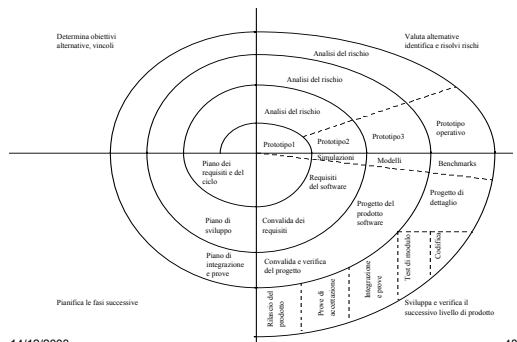 Determina obiettivi
alternative, vincoli
Valuta alternative
identifica e risolvi rischi
Analisi del rischio
Analisi del rischio
Analisi del rischio
Prototipo1
Prototipo2
Prototipo3
Prototipo
operativo
Simulazioni
Modelli
Benchmarks
Piano dei
requisiti e del
ciclo
Requisiti
del software
Progetto del
prodotto
software
Progetto di
dettaglio
Piano di
sviluppo
Convalida dei
requisiti
Piano di
integrazione
e prove
Convalida e verifica
del progetto
Rilascio del
prodotto
Prove di
accettazione
Integrazione
e prove
Test di modulo
Codifica
Pianifica le fasi successive
Sviluppa e verifica il
successivo livello di prodotto